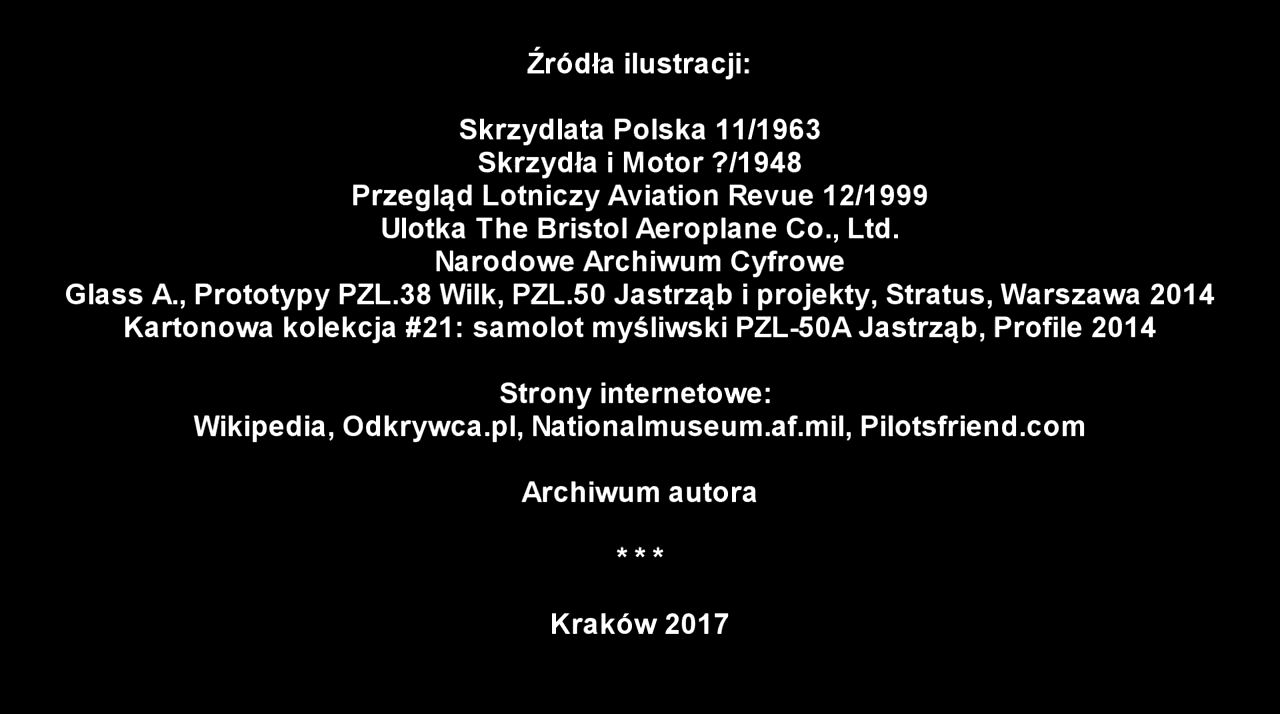 Źródła ilustracji:
Skrzydlata Polska 11/1963
Skrzydła i Motor ?/1948
Przegląd Lotniczy Aviation Revue 12/1999
Ulotka The Bristol Aeroplane Co., Ltd.
Narodowe Archiwum Cyfrowe
Glass A., Prototypy PZL.38 Wilk, PZL.50 Jastrząb i projekty, Stratus, Warszawa 2014
Kartonowa kolekcja #21: samolot myśliwski PZL-50A Jastrząb, Profile 2014
Strony internetowe:
Wikipedia, Odkrywca.pl, Nationalmuseum.af.mil, Pilotsfriend.com
Archiwum autora
* * *
Kraków 2017